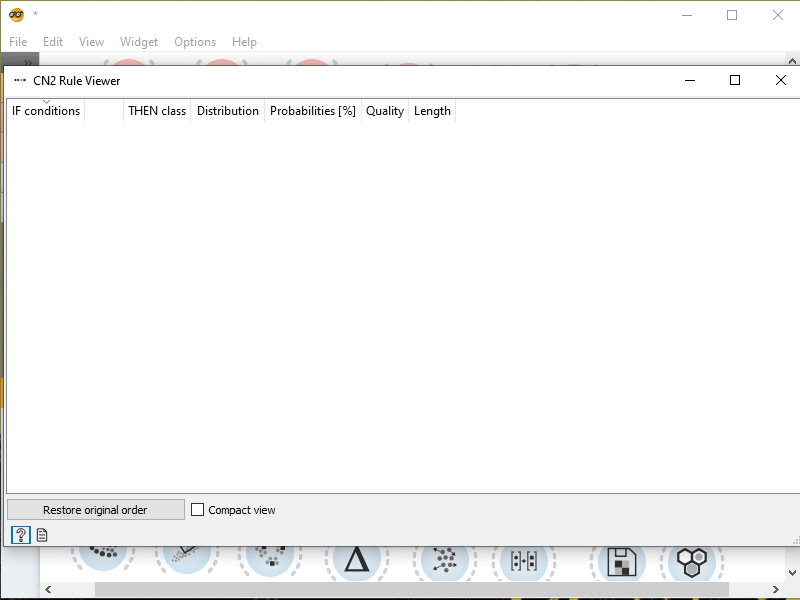 *
File Edit View Widget Options Help
CN2 Rule Viewer
IF conditions THEN class Distribution Probabilities [%] Quality Length
Restore original order Compact view
?